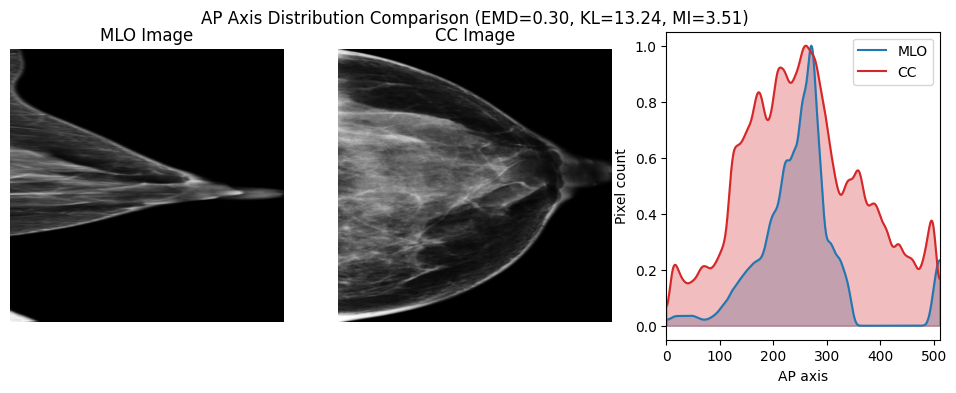 AP Axis Distribution Comparison (EMD=0.30, KL=13.24, MI=3.51)
MLO Image
CC Image
MLO
CC
Pixel count
1.0
0.8
0.6
0.4
0.2
0.0
0 100 200 300 400 500
AP axis